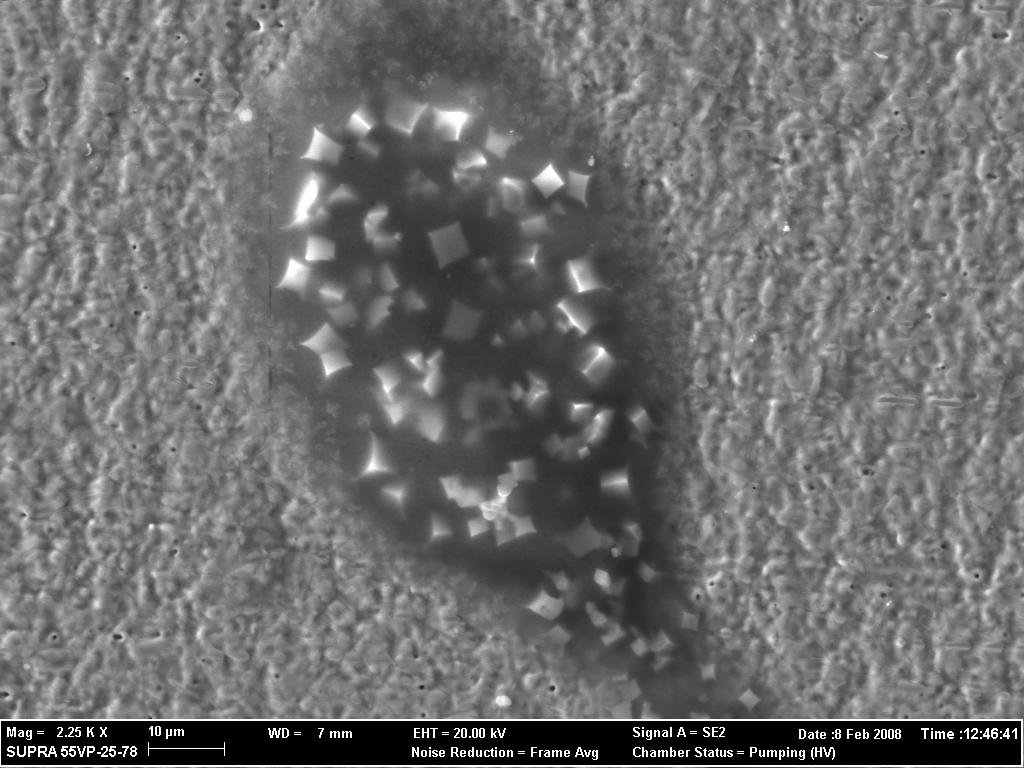 Mag = 2.25 K X 10 µm WD = 7 mm EHT = 20.00 kV Signal A = SE2 Date :8 Feb 2008 Time :12:46:41
SUPRA 55VP-25-78 Noise Reduction = Frame Avg Chamber Status = Pumping (HV)